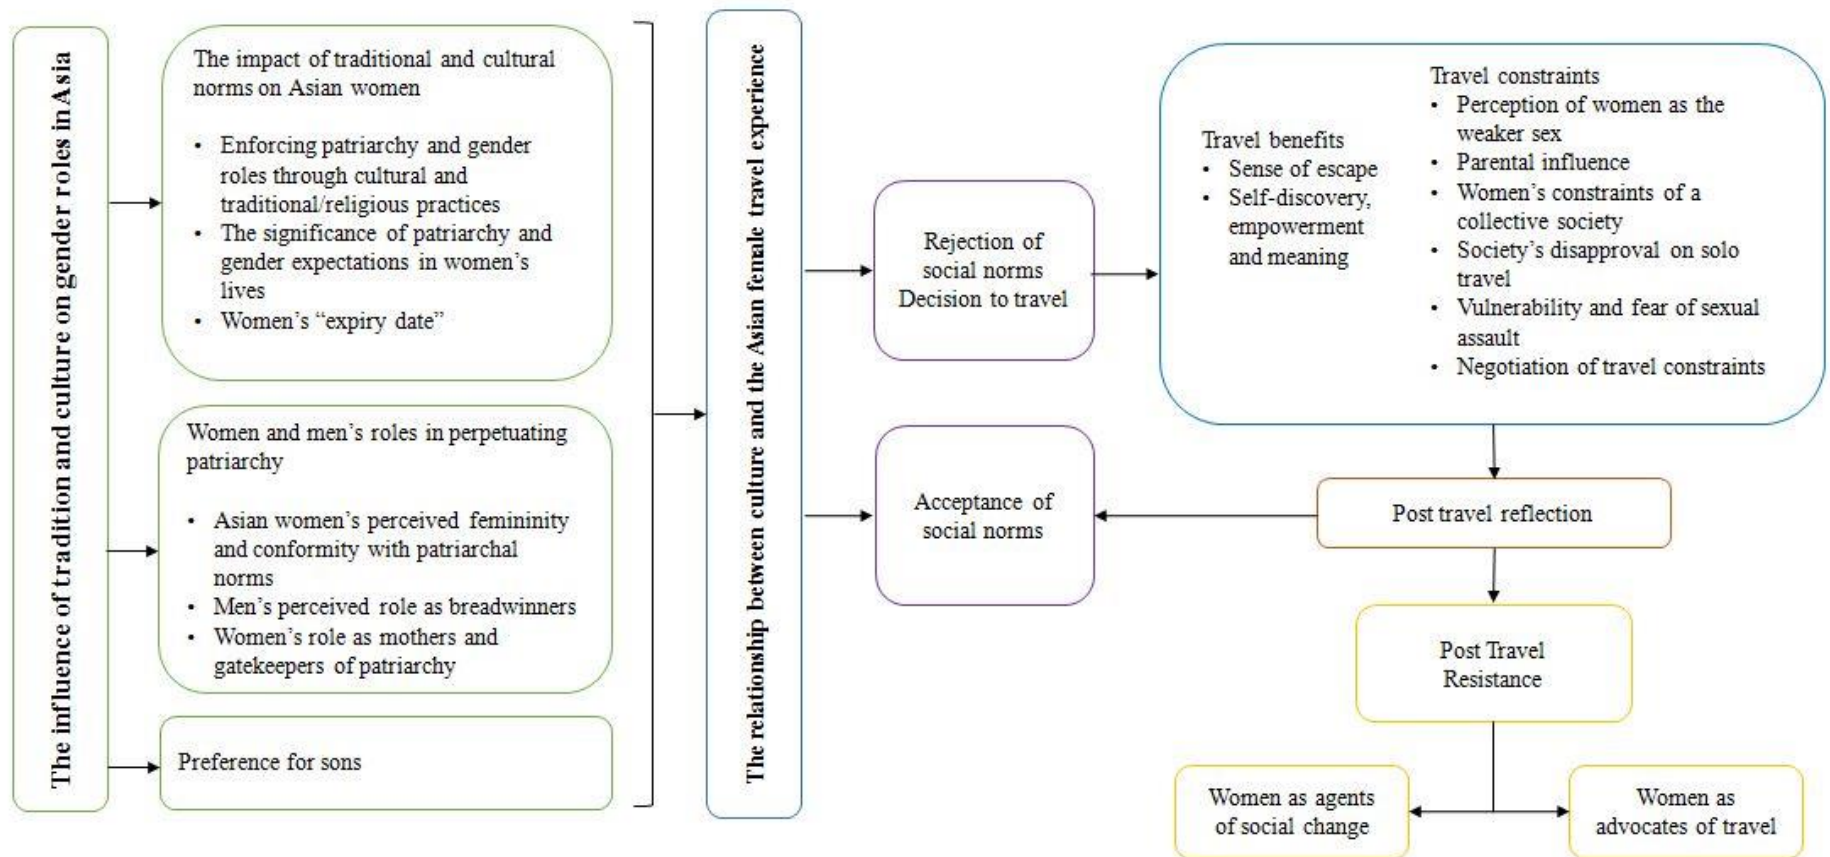 The influence of tradition and culture on gender roles in Asia
The impact of traditional and cultural
norms on Asian women
• Enforcing patriarchy and gender
roles through cultural and
traditional/religious practices
• The significance of patriarchy and
gender expectations in women's
lives
• Women's “expiry date”
Women and men's roles in perpetuating
patriarchy
• Asian women's perceived femininity
and conformity with patriarchal
norms
• Men's perceived role as breadwinners
• Women's role as mothers and
gatekeepers of patriarchy
Preference for sons
The relationship between culture and the Asian female travel experience
Rejection of
social norms
Decision to travel
Acceptance of
social norms
Travel benefits
• Sense of escape
• Self-discovery,
empowerment
and meaning
Travel constraints
• Perception of women as the
weaker sex
• Parental influence
• Women's constraints of a
collective society
• Society's disapproval on solo
travel
• Vulnerability and fear of sexual
assault
• Negotiation of travel constraints
Post travel reflection
Post Travel
Resistance
Women as agents
of social change
Women as
advocates of travel